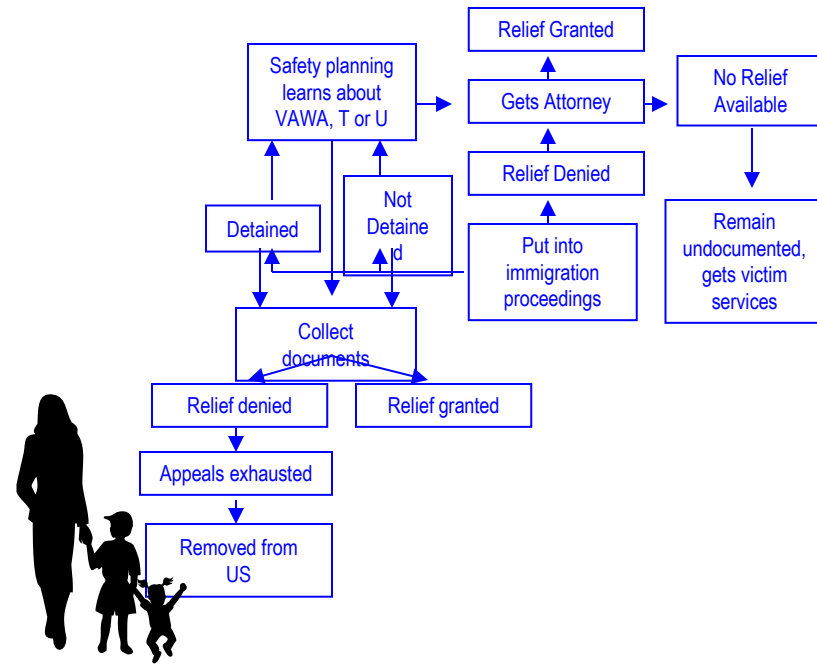 Relief Granted
Safety planning
learns about
VAWA, T or U
Gets Attorney
No Relief
Available
Relief Denied
Not
Detaine
d
Detained
Put into
immigration
proceedings
Remain
undocumented,
gets victim
services
Collect
documents
Relief denied
Relief granted
Appeals exhausted
Removed from
US